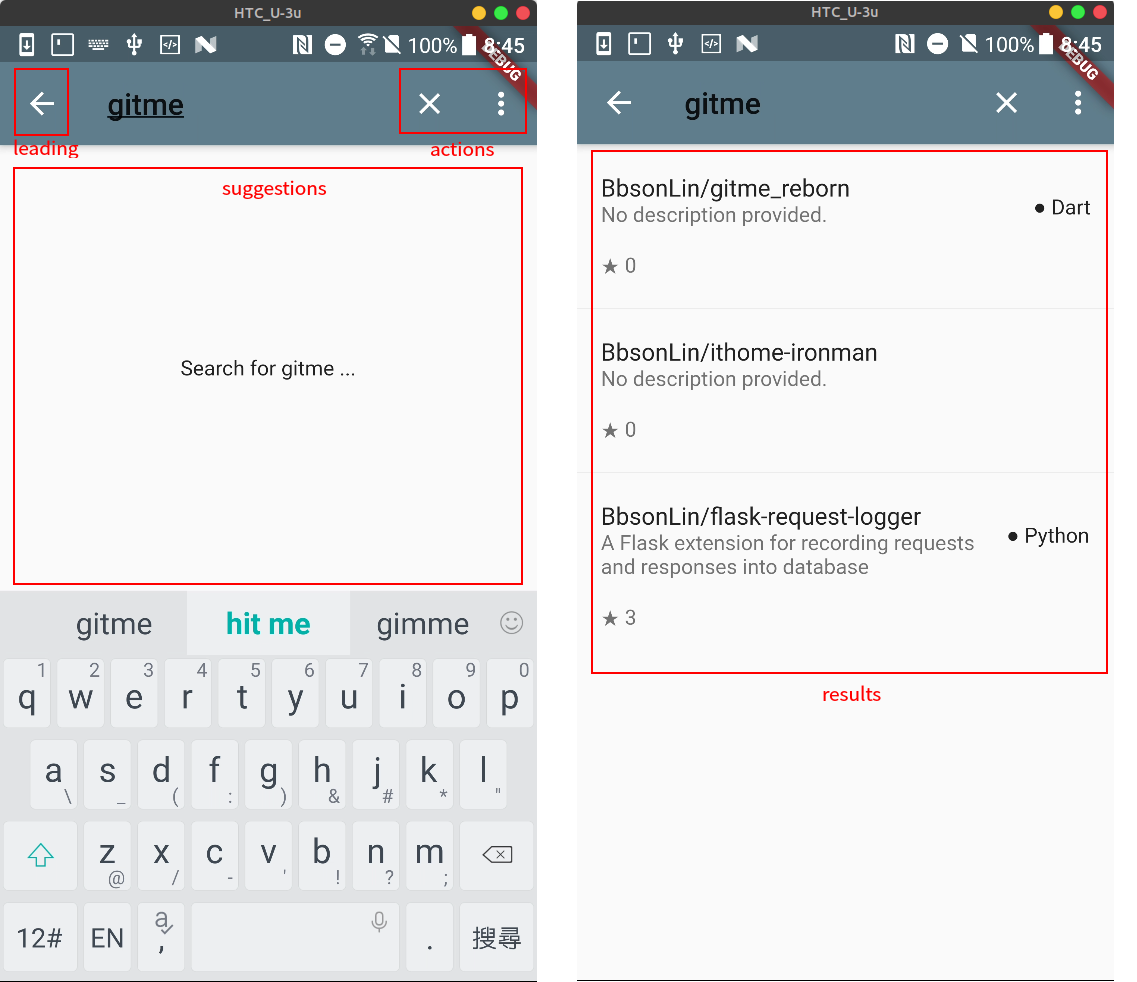 HTC_U-3u
100% 8:45
DEBUG
gitme
leading
actions
suggestions
Search for gitme ...
gitme hit me gimme
1 2 3 4 5 6 7 8 9 0
q w e r t y u i o p
a s d f g h j k l
\ _ ( : ) & # * "
z x c v b n m
@ / - ' ! ? ;
12# EN a , . 搜尋
HTC_U-3u
100% 8:45
DEBUG
gitme
BbsonLin/gitme_reborn
No description provided.
● Dart
★ 0
BbsonLin/ithome-ironman
No description provided.
★ 0
BbsonLin/flask-request-logger
A Flask extension for recording requests
and responses into database
● Python
★ 3
results